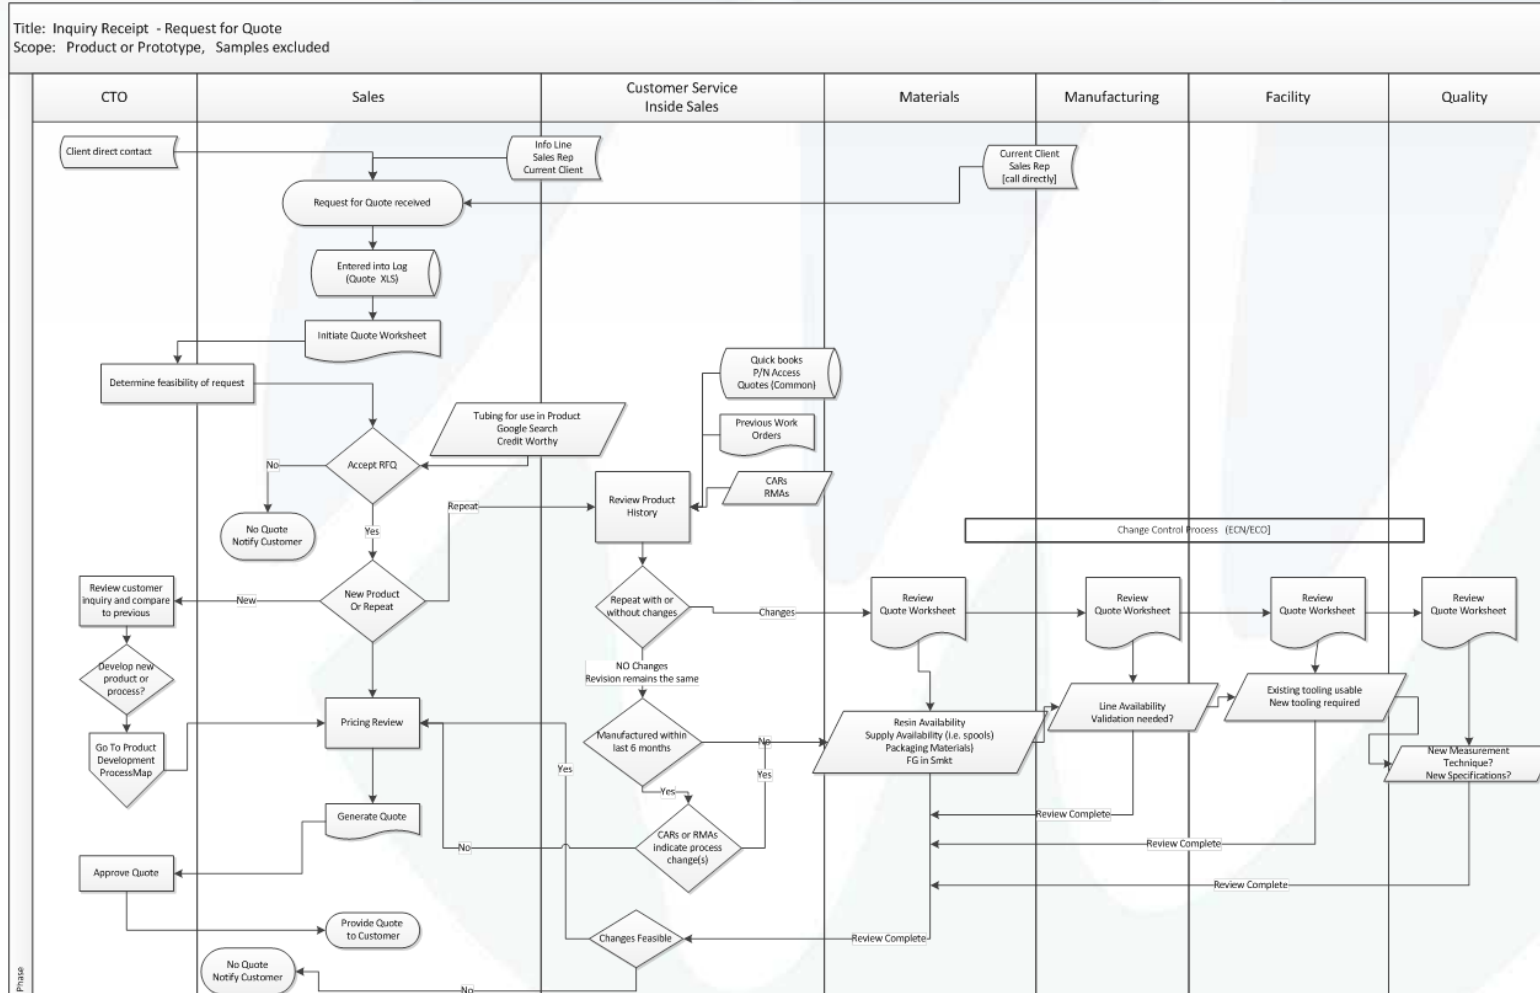 Title: Inquiry Receipt - Request for Quote
Scope: Product or Prototype, Samples excluded
CTO
Sales
Customer Service
Inside Sales
Materials
Manufacturing
Facility
Quality
Client direct contact
Info Line
Sales Rep
Current Client
Current Client
Sales Rep
[call directly]
Request for Quote received
Entered into Log
(Quote XLS)
Initiate Quote Worksheet
Determine feasibility of request
Quick books
P/N Access
Quotes (Common)
Tubing for use in Product
Google Search
Credit Worthy
Previous Work
Orders
No
Accept RFQ
CARs
RMAs
Repeat
Review Product
History
No Quote
Notify Customer
Yes
Change Control Process (ECN/ECO]
Review customer
inquiry and compare
to previous
New
New Product
Or Repeat
Repeat with or
without changes
Changes
Review
Quote Worksheet
Review
Quote Worksheet
Review
Quote Worksheet
Review
Quote Worksheet
Develop new
product or
process?
NO Changes
Revision remains the same
Existing tooling usable
New tooling required
Line Availability
Validation needed?
Pricing Review
Manufactured within
last 6 months
No
Resin Availability
Supply Availability (i.e. spools)
Packaging Materials}
FG in Smkt
Go To Product
Development
ProcessMap
New Measurement
Technique?
New Specifications?
Yes
Yes
Yes
Generate Quote
Review Complete
No
CARs or RMAs
indicate process
change(s)
Review Complete
Approve Quote
Review Complete
Provide Quote
to Customer
Changes Feasible
Review Complete
No Quote
Notify Customer
No
Phase